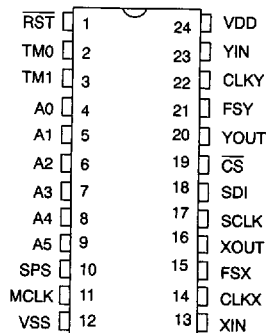 R̅S̅T̅ 1 24 VDD
TM0 2 23 YIN
TM1 3 22 CLKY
A0 4 21 FSY
A1 5 20 YOUT
A2 6 19 C̅S̅
A3 7 18 SDI
A4 8 17 SCLK
A5 9 16 XOUT
SPS 10 15 FSX
MCLK 11 14 CLKX
VSS 12 13 XIN